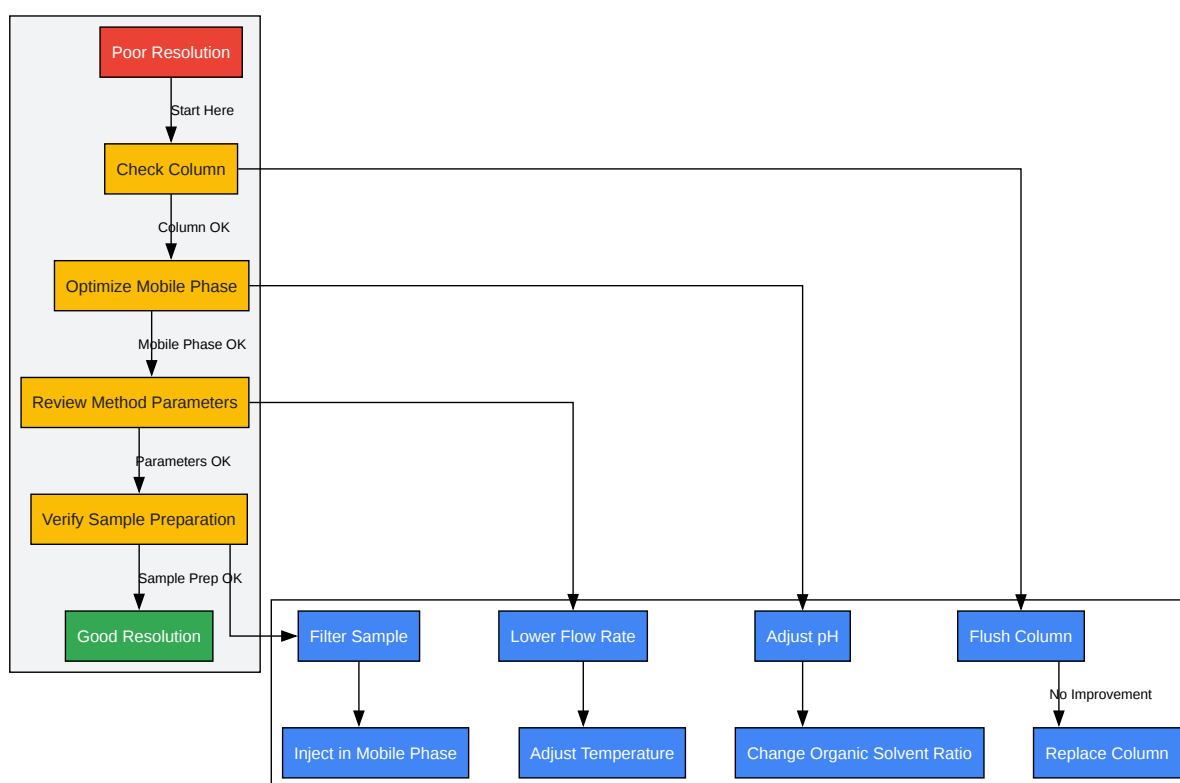 Poor Resolution
Start Here
Check Column
Column OK
Optimize Mobile Phase
Mobile Phase OK
Review Method Parameters
Parameters OK
Verify Sample Preparation
Sample Prep OK
Good Resolution
Filter Sample
Lower Flow Rate
Adjust pH
Flush Column
No Improvement
Inject in Mobile Phase
Adjust Temperature
Change Organic Solvent Ratio
Replace Column